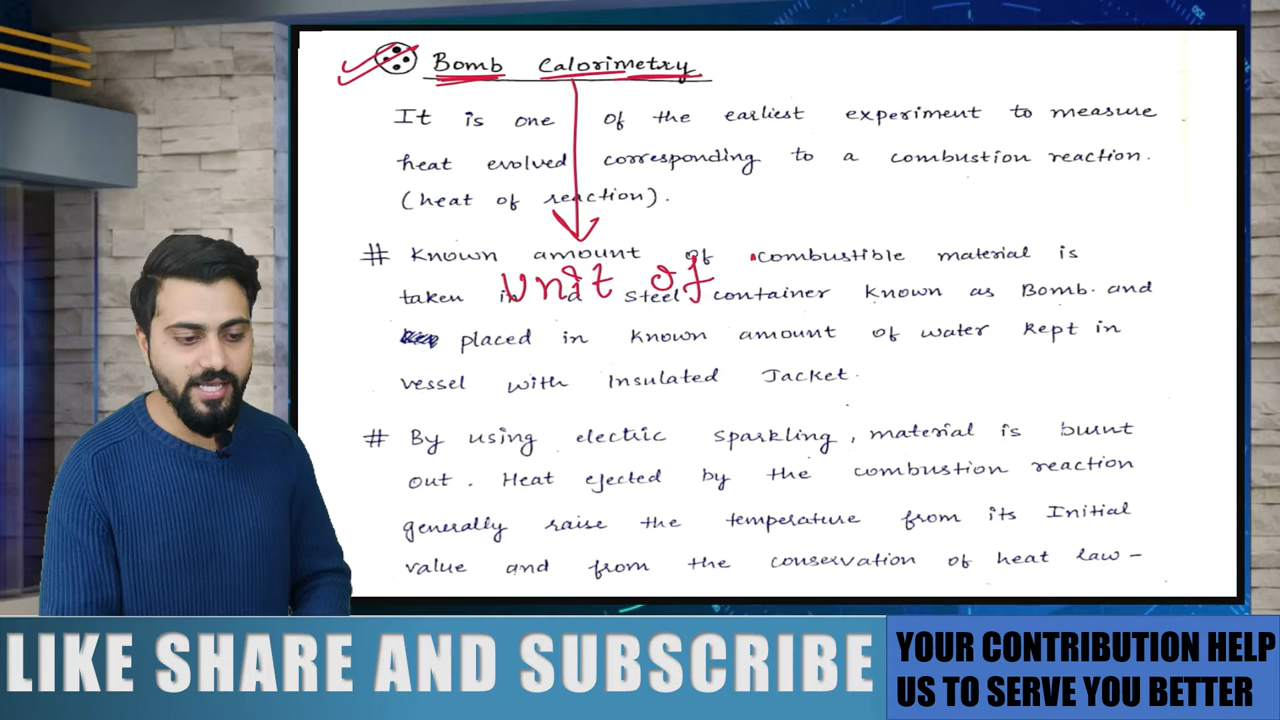 Bomb Calorimetry
It is one of the earliest experiment to measure
heat evolved corresponding to a combustion reaction.
(heat of reaction).
# Known amount of combustible material is
unit of
taken in a steel container known as Bomb. and
placed in known amount of water kept in
vessel with Insulated Jacket.
# By using electric sparkling, material is burnt
out. Heat ejected by the combustion reaction
generally raise the temperature from its Initial
value and from the conservation of heat law-
LIKE SHARE AND SUBSCRIBE
YOUR CONTRIBUTION HELP
US TO SERVE YOU BETTER